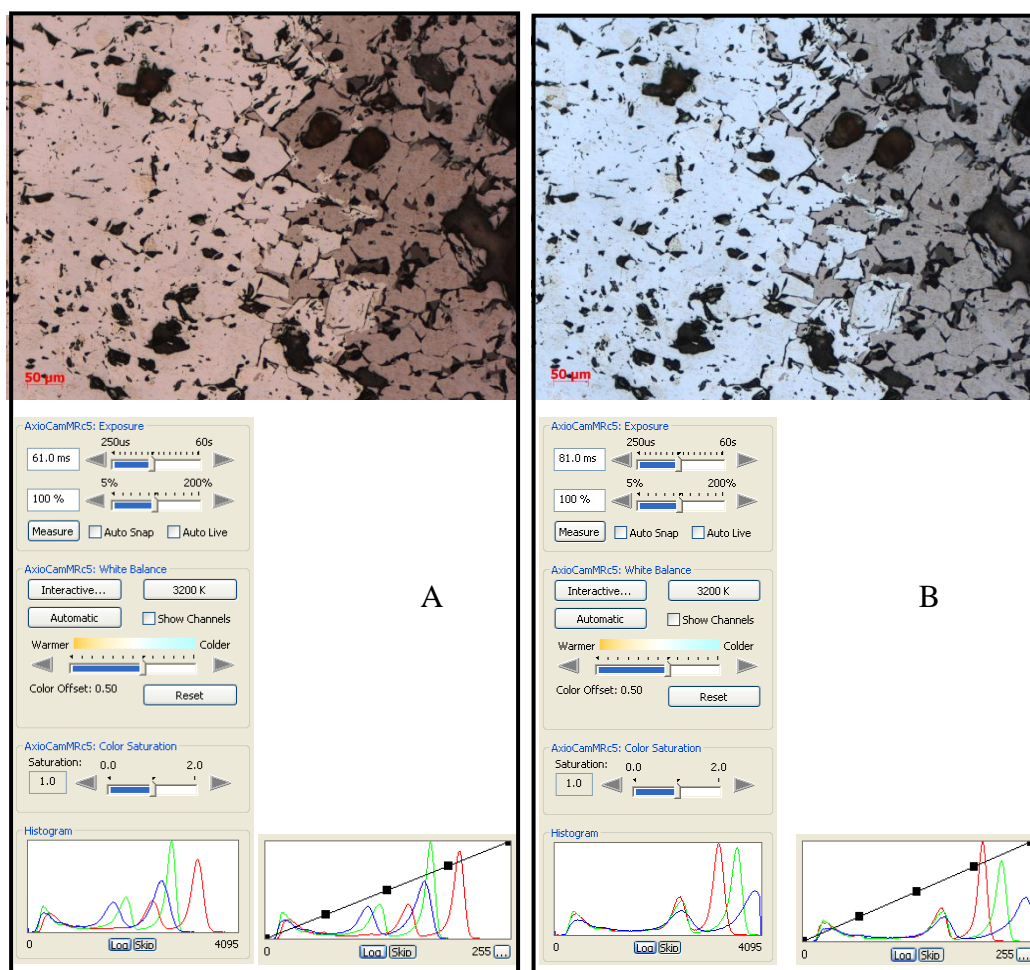 50 µm
AxioCamMRc5: Exposure
250us 60s
61.0 ms
5% 200%
100 %
Measure Auto Snap Auto Live
AxioCamMRc5: White Balance
Interactive... 3200 K
Automatic Show Channels
Warmer Colder
Color Offset: 0.50 Reset
AxioCamMRc5: Color Saturation
Saturation: 0.0 2.0
1.0
Histogram
0 4095
Log Skip
0 255 ...
Log Skip
A
50 µm
AxioCamMRc5: Exposure
250us 60s
81.0 ms
5% 200%
100 %
Measure Auto Snap Auto Live
AxioCamMRc5: White Balance
Interactive... 3200 K
Automatic Show Channels
Warmer Colder
Color Offset: 0.50 Reset
AxioCamMRc5: Color Saturation
Saturation: 0.0 2.0
1.0
Histogram
0 4095
Log Skip
0 255 ...
Log Skip
B